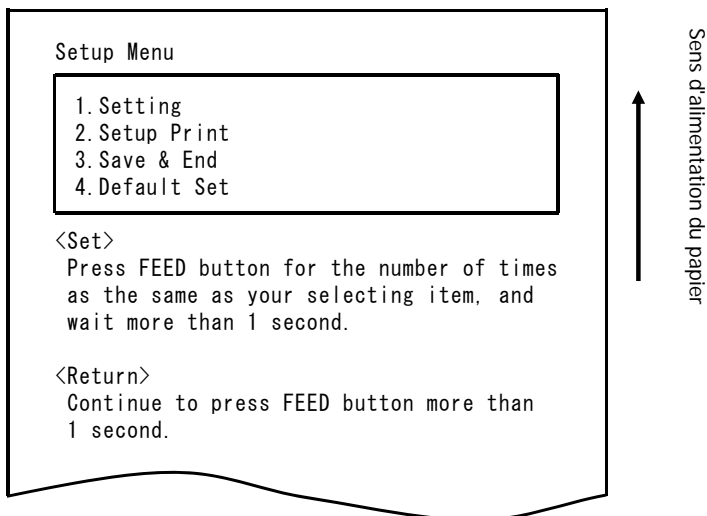 Setup Menu
1.Setting
2.Setup Print
3.Save & End
4.Default Set
<Set>
Press FEED button for the number of times
as the same as your selecting item, and
wait more than 1 second.
<Return>
Continue to press FEED button more than
1 second.
Sens d'alimentation du papier